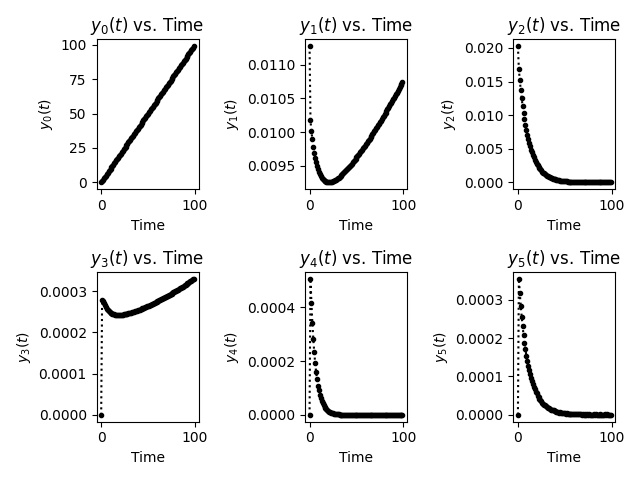 y₀(t) vs. Time
y₁(t) vs. Time
y₂(t) vs. Time
100
75
50
25
0
y₀(t)
0 100
Time
0.0110
0.0105
0.0100
0.0095
y₁(t)
0 100
Time
0.020
0.015
0.010
0.005
0.000
y₂(t)
0 100
Time
y₃(t) vs. Time
y₄(t) vs. Time
y₅(t) vs. Time
0.0003
0.0002
0.0001
0.0000
y₃(t)
0 100
Time
0.0004
0.0002
0.0000
y₄(t)
0 100
Time
0.0003
0.0002
0.0001
0.0000
y₅(t)
0 100
Time